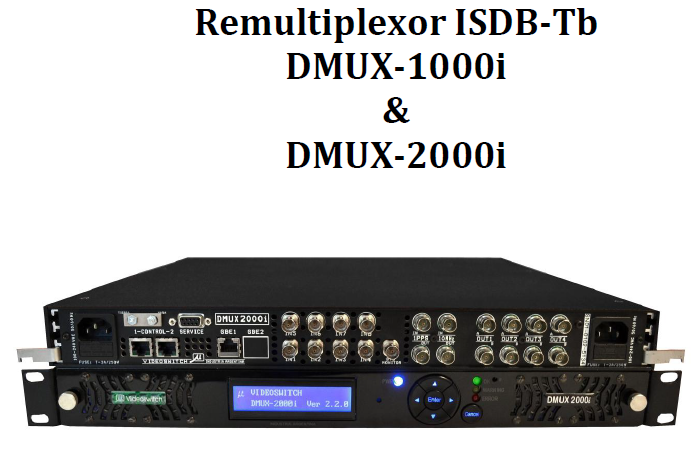 Remultiplexor ISDB-Tb
DMUX-1000i
&
DMUX-2000i
DMUX2000i
1-CONTROL-2 SERVICE GBE1 GBE2
IN5 IN6 IN7 IN8
IN1 IN2 IN3 IN4 MONITOR
1PPS 10MHz OUT1 OUT2 OUT3 OUT4
VIDEOSWITCH
VideoSwitch
VIDEOSWITCH
DMUX-2000i Ver 2.2.0
Enter
Cancel
DMUX 2000i